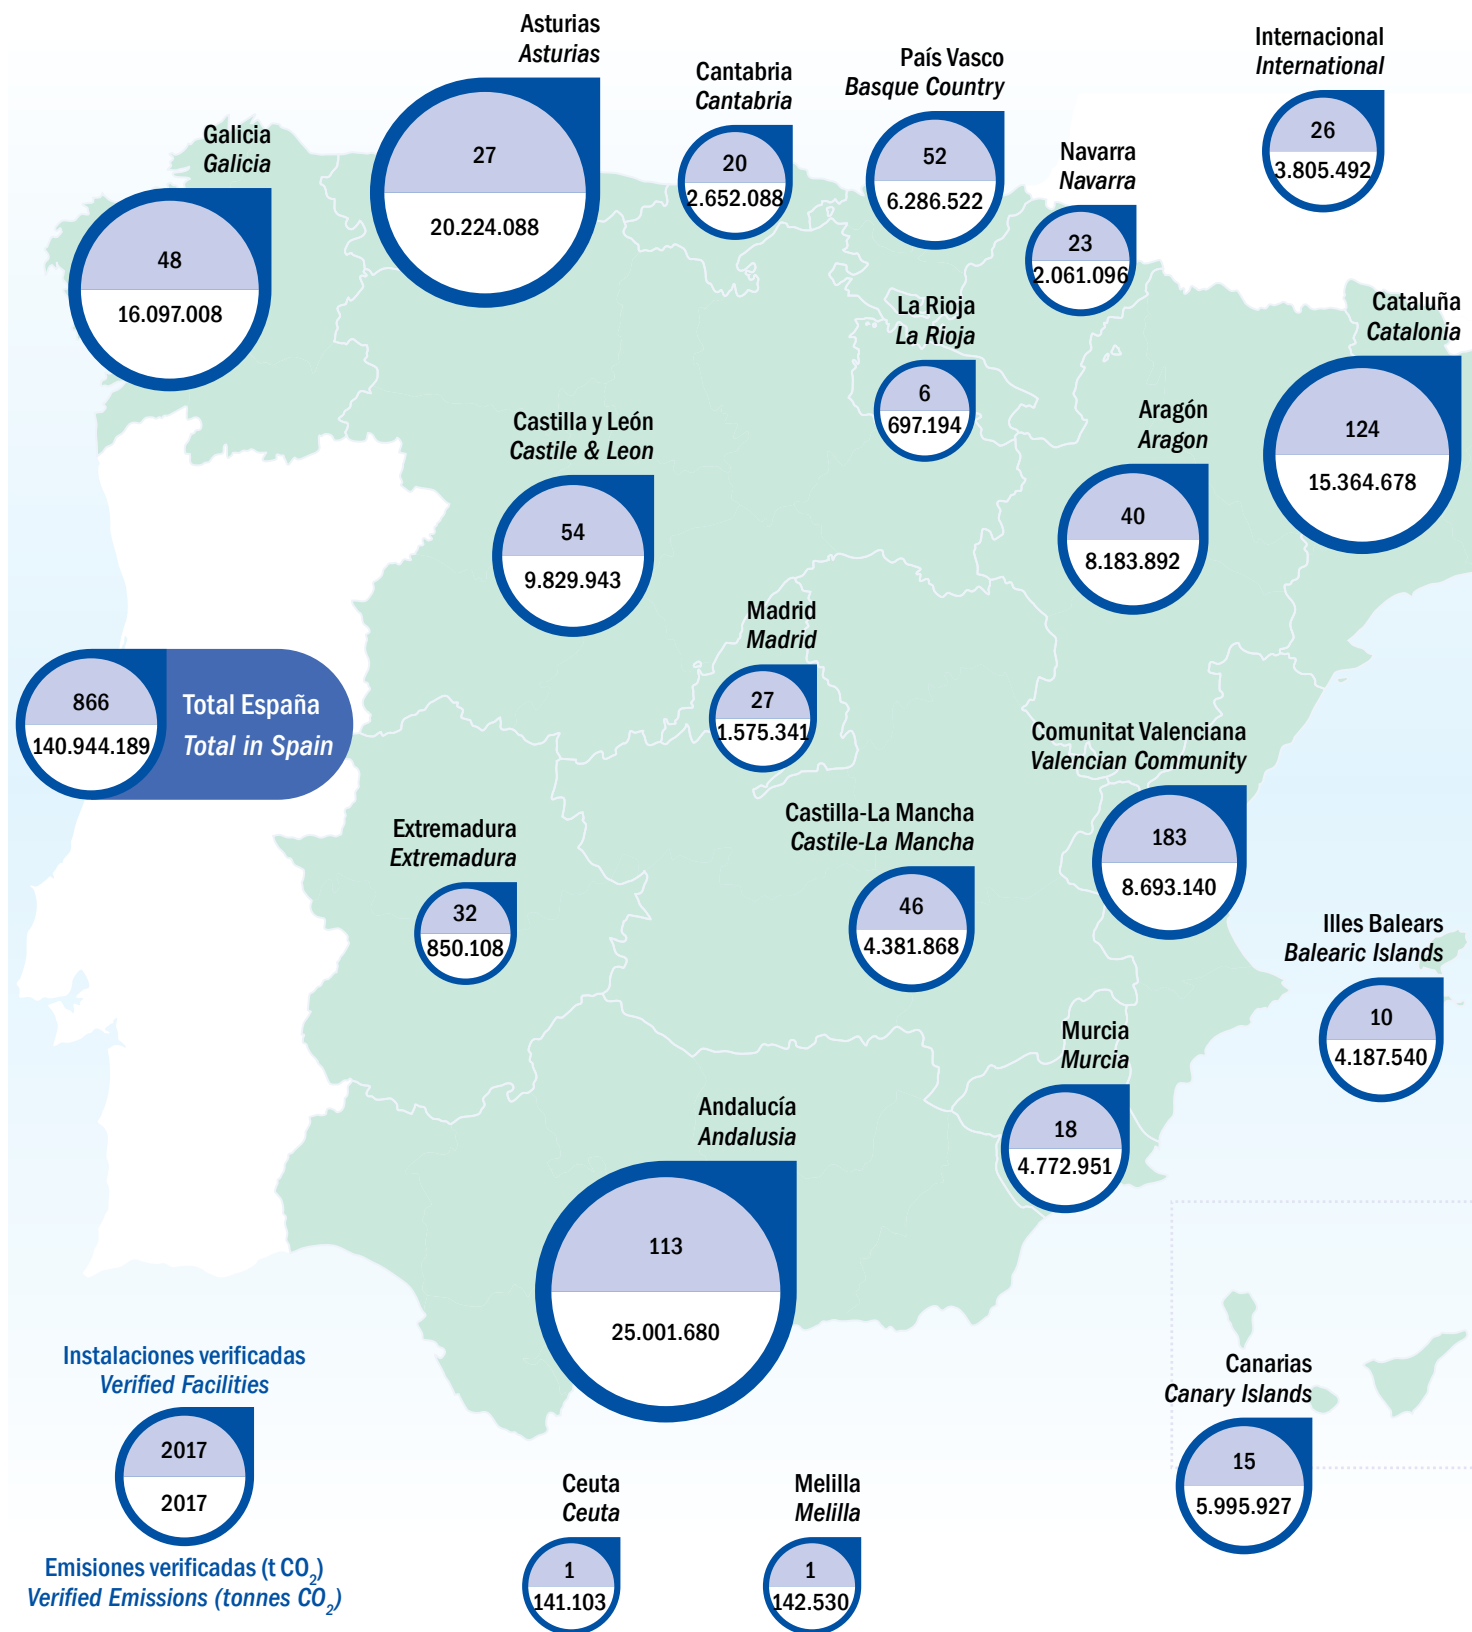 Asturias
Asturias
27
20.224.088
Cantabria
Cantabria
20
2.652.088
País Vasco
Basque Country
52
6.286.522
Internacional
International
26
3.805.492
Galicia
Galicia
48
16.097.008
Navarra
Navarra
23
2.061.096
La Rioja
La Rioja
6
697.194
Cataluña
Catalonia
124
15.364.678
Castilla y León
Castile & Leon
54
9.829.943
Aragón
Aragon
40
8.183.892
Madrid
Madrid
27
1.575.341
866
140.944.189
Total España
Total in Spain
Comunitat Valenciana
Valencian Community
183
8.693.140
Extremadura
Extremadura
32
850.108
Castilla-La Mancha
Castile-La Mancha
46
4.381.868
Illes Balears
Balearic Islands
10
4.187.540
Murcia
Murcia
18
4.772.951
Andalucía
Andalusia
113
25.001.680
Instalaciones verificadas
Verified Facilities
2017
2017
Emisiones verificadas (t CO2)
Verified Emissions (tonnes CO2)
Canarias
Canary Islands
15
5.995.927
Ceuta
Ceuta
1
141.103
Melilla
Melilla
1
142.530